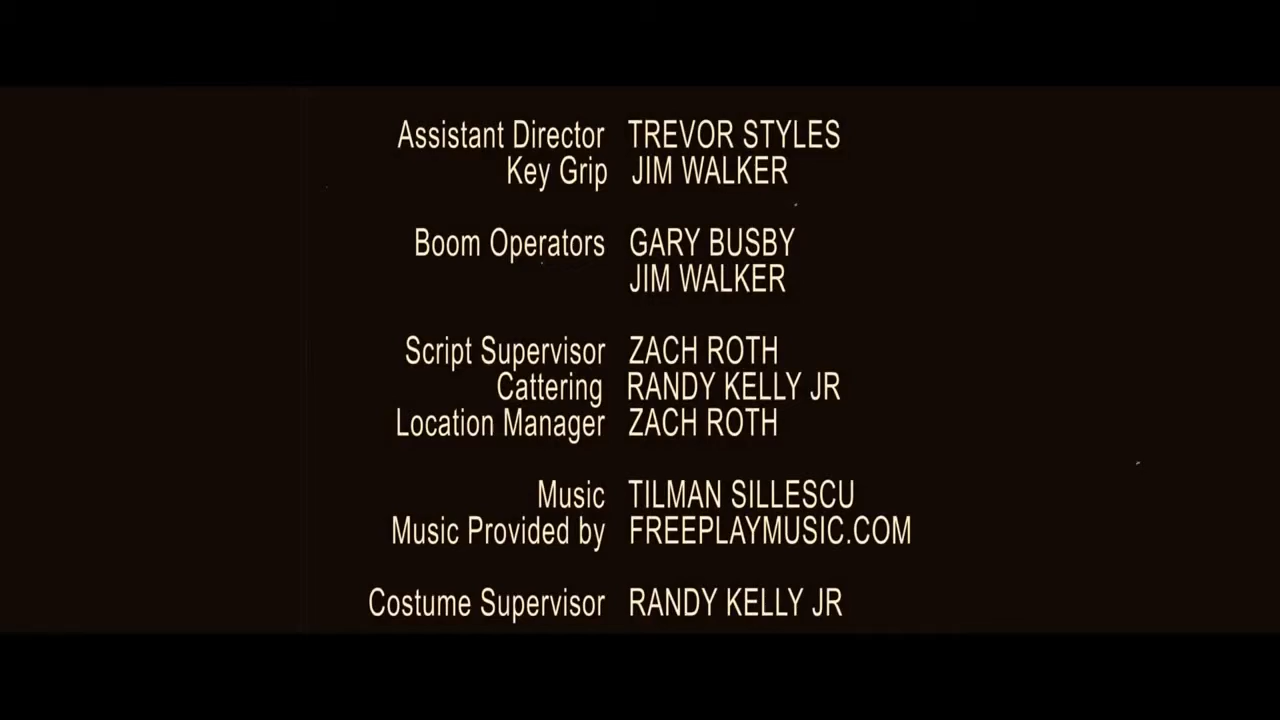 Assistant Director TREVOR STYLES
Key Grip JIM WALKER
Boom Operators GARY BUSBY
JIM WALKER
Script Supervisor ZACH ROTH
Cattering RANDY KELLY JR
Location Manager ZACH ROTH
Music TILMAN SILLESCU
Music Provided by FREEPLAYMUSIC.COM
Costume Supervisor RANDY KELLY JR